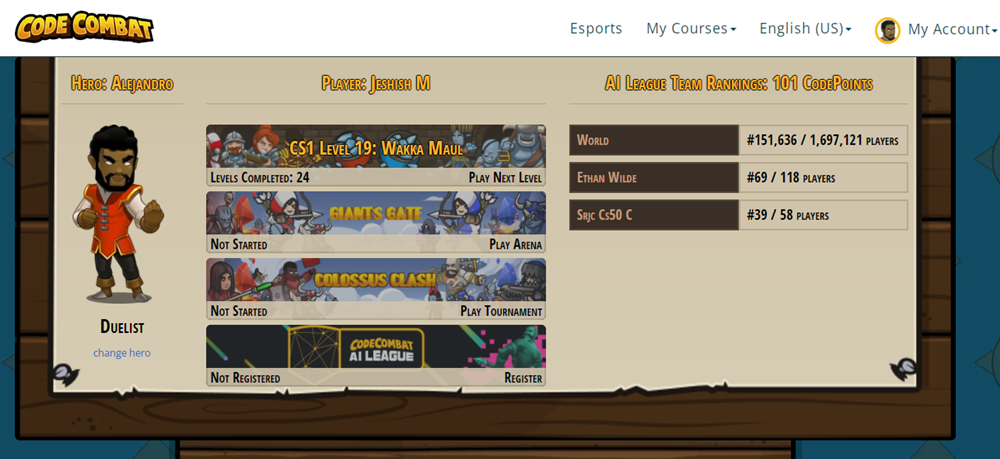 CODE COMBAT
Esports
My Courses
English (US)
My Account
Hero: Alejandro
Duelist
change hero
Player: Jeshish M
CS1 Level 19: Wakka Maul
Levels Completed: 24
Play Next Level
GIANTS GATE
Not Started
Play Arena
COLOSSUS CLASH
Not Started
Play Tournament
CODECOMBAT
AI LEAGUE
Not Registered
Register
AI League Team Rankings: 101 CodePoints
World
#151,636 / 1,697,121 players
Ethan Wilde
#69 / 118 players
Srjc Cs50 C
#39 / 58 players